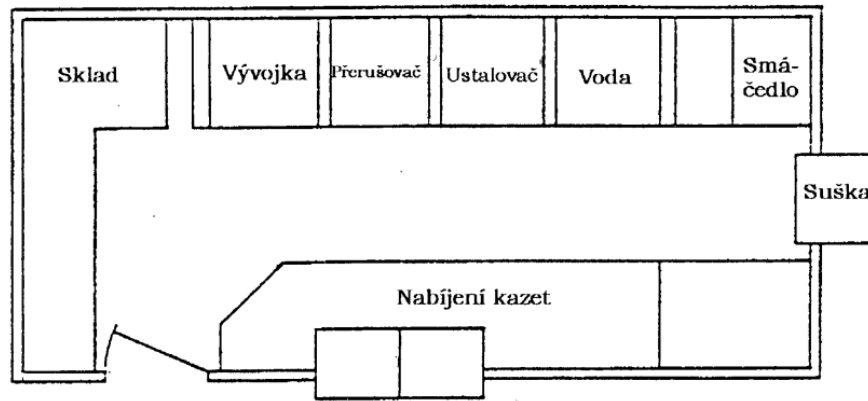 Sklad
Vývojka
Přerušovač
Ustalovač
Voda
Smá-
čedlo
Suška
Nabíjení kazet